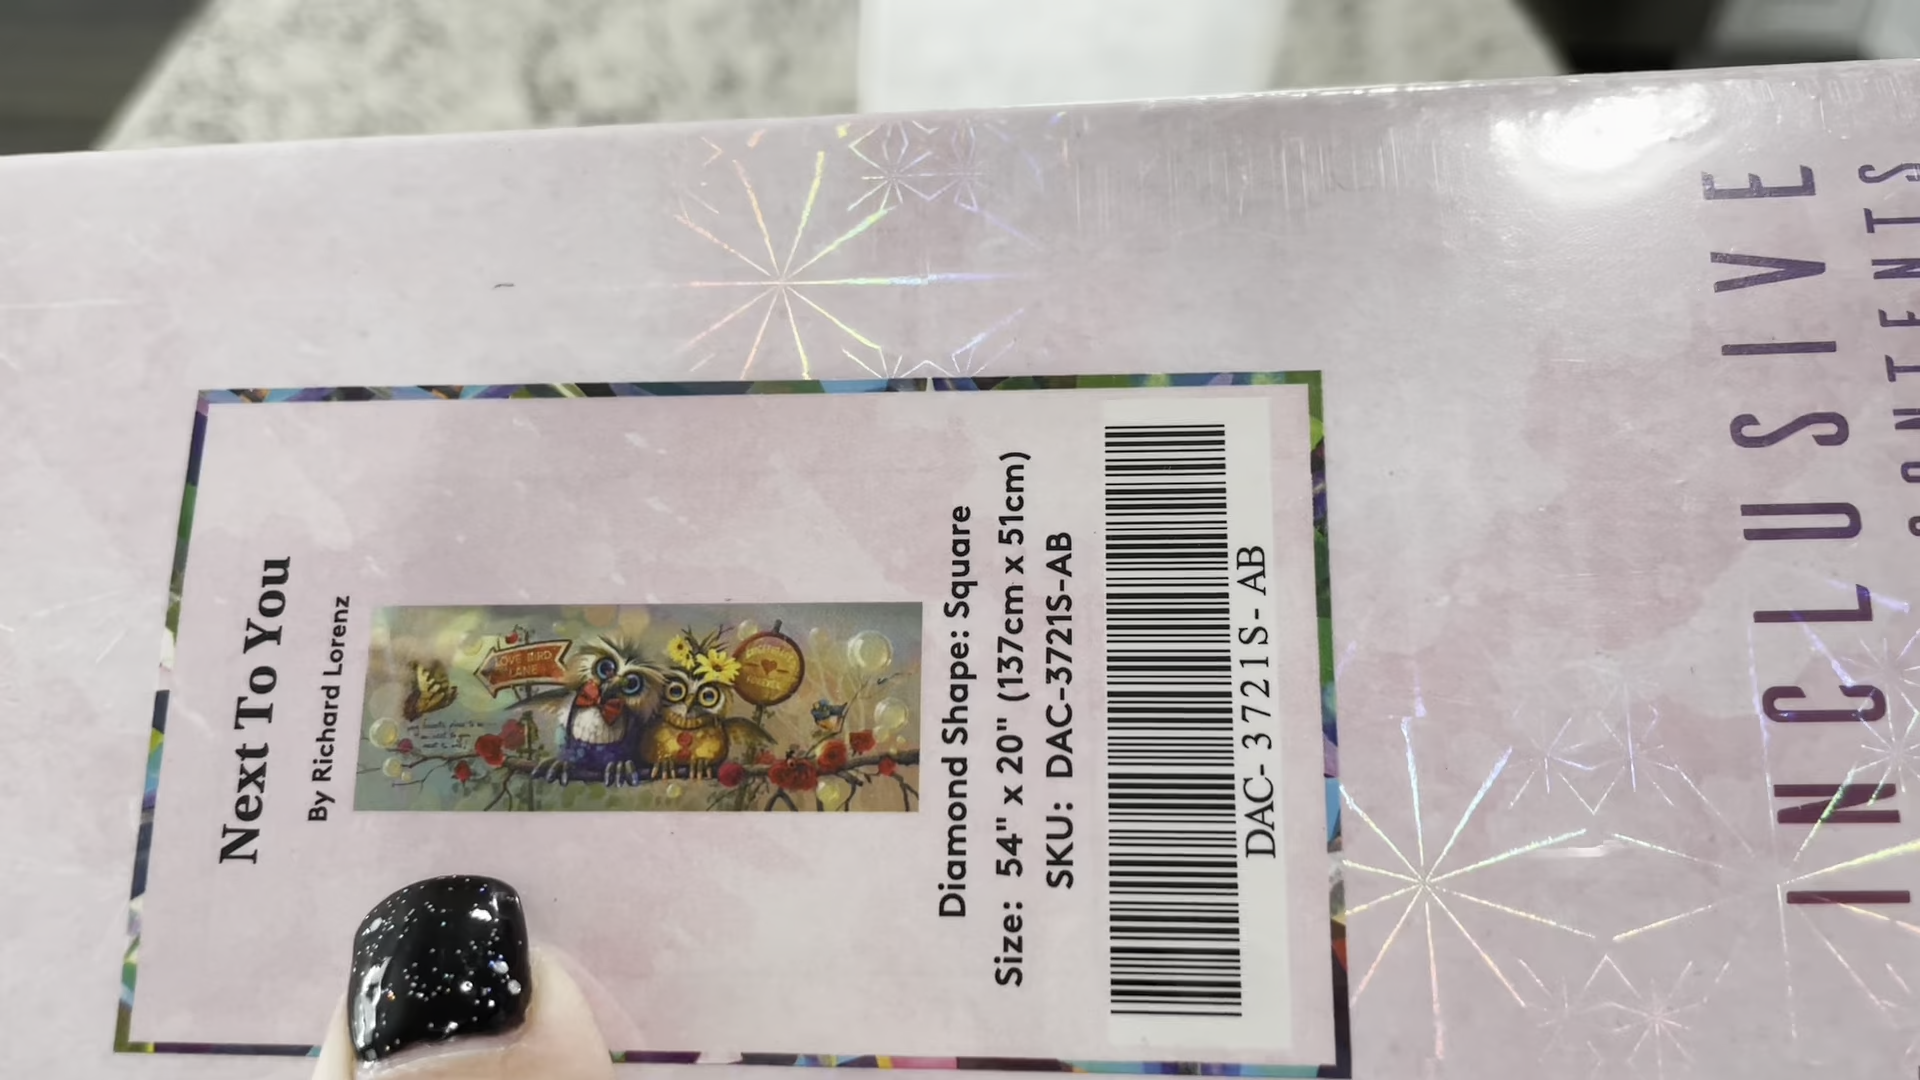 Next To You
By Richard Lorenz
LOVE BIRD
LANE
Diamond Shape: Square
Size: 54" x 20" (137cm x 51cm)
SKU: DAC-3721S-AB
DAC-3721S-AB
INCLUSIVE
CONTENTS